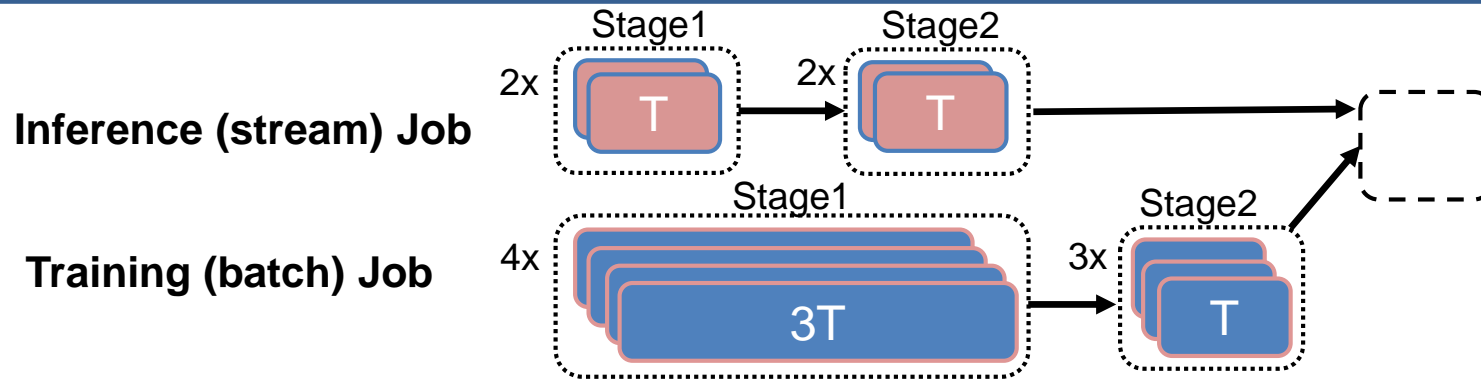 Stage1
Stage2
2x
T
2x
T
Inference (stream) Job
Stage1
Stage2
4x
3T
3x
T
Training (batch) Job